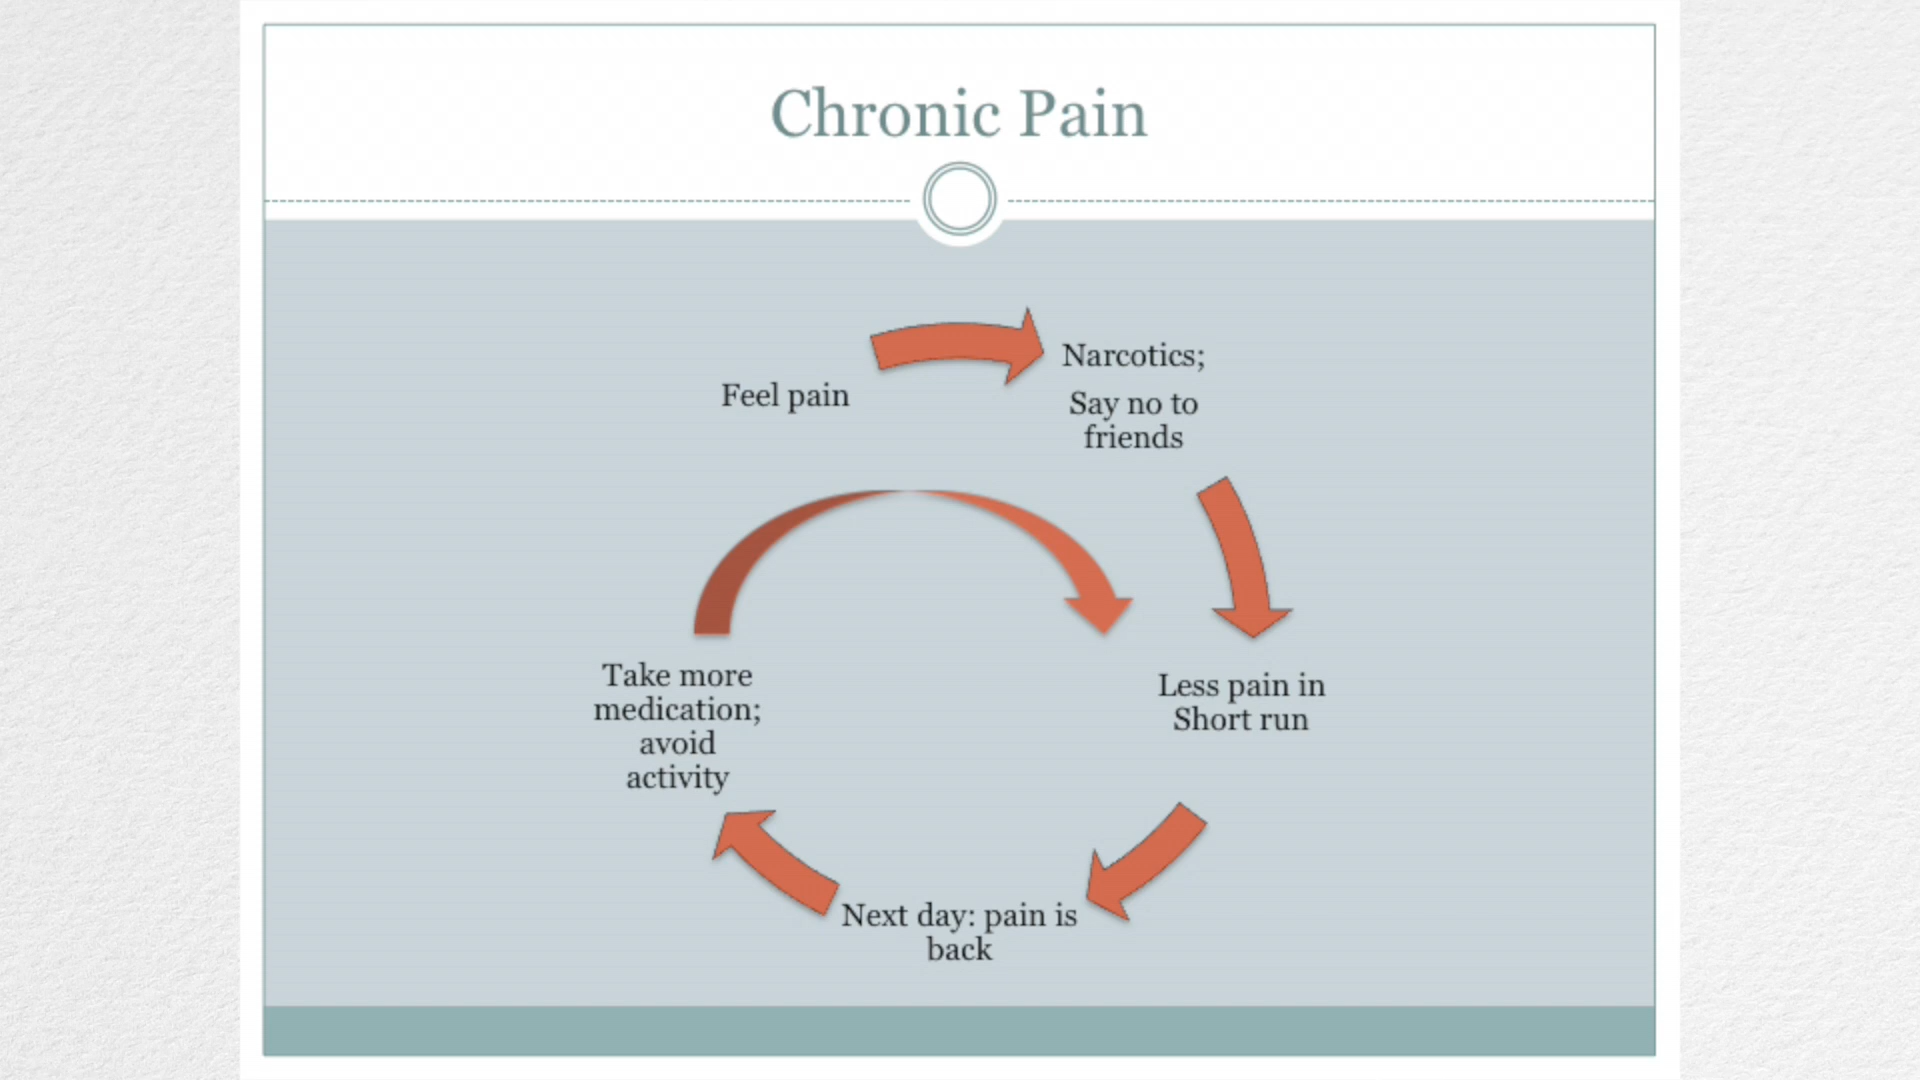 Chronic Pain
Feel pain
Narcotics;
Say no to
friends
Less pain in
Short run
Next day: pain is
back
Take more
medication;
avoid
activity